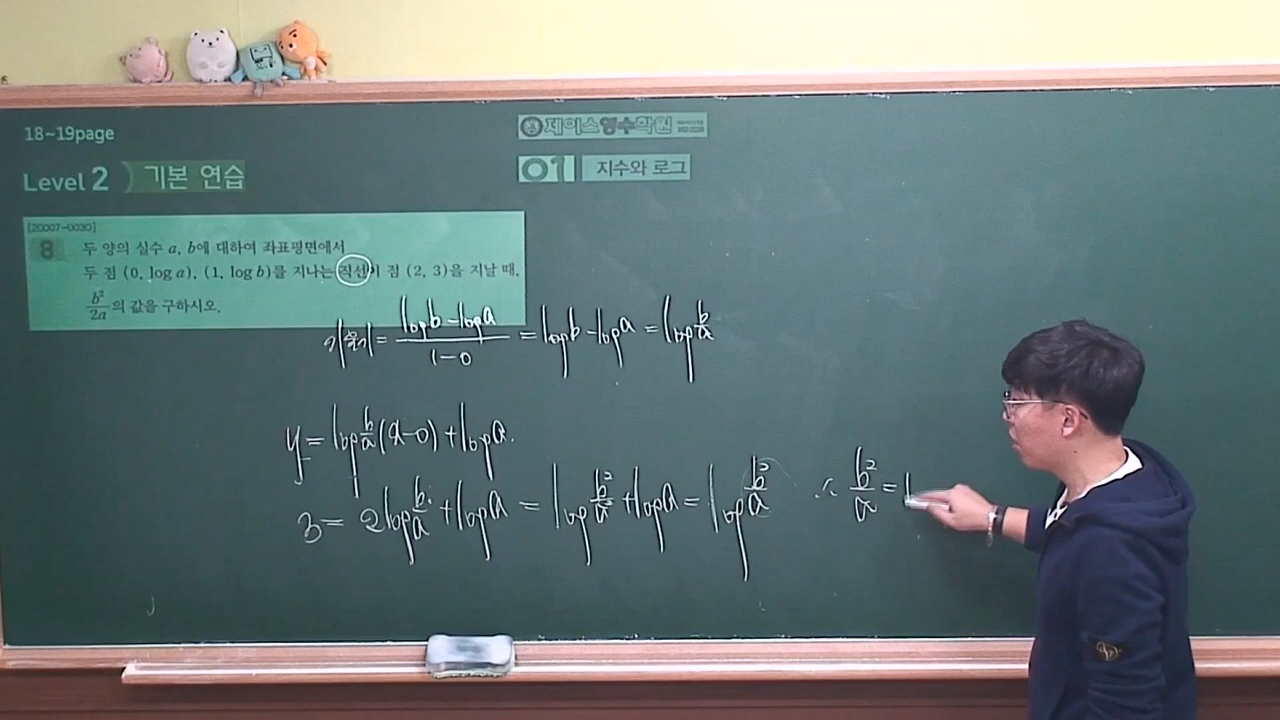 18~19page
제이스영수학원
Level 2 기본 연습
01 지수와 로그
[20007-0030]
8 두 양의 실수 a, b에 대하여 좌표평면에서
두 점 (0, log a), (1, log b)를 지나는 직선이 점 (2, 3)을 지날 때,
b²/2a의 값을 구하시오.
기울기 = (log b - log a)/(1-0) = log b - log a = log b/a
y = log b/a (x-0) + log a.
3 = 2 log b/a + log a = log b²/a² + log a = log b²/a ∴ b²/a = 1